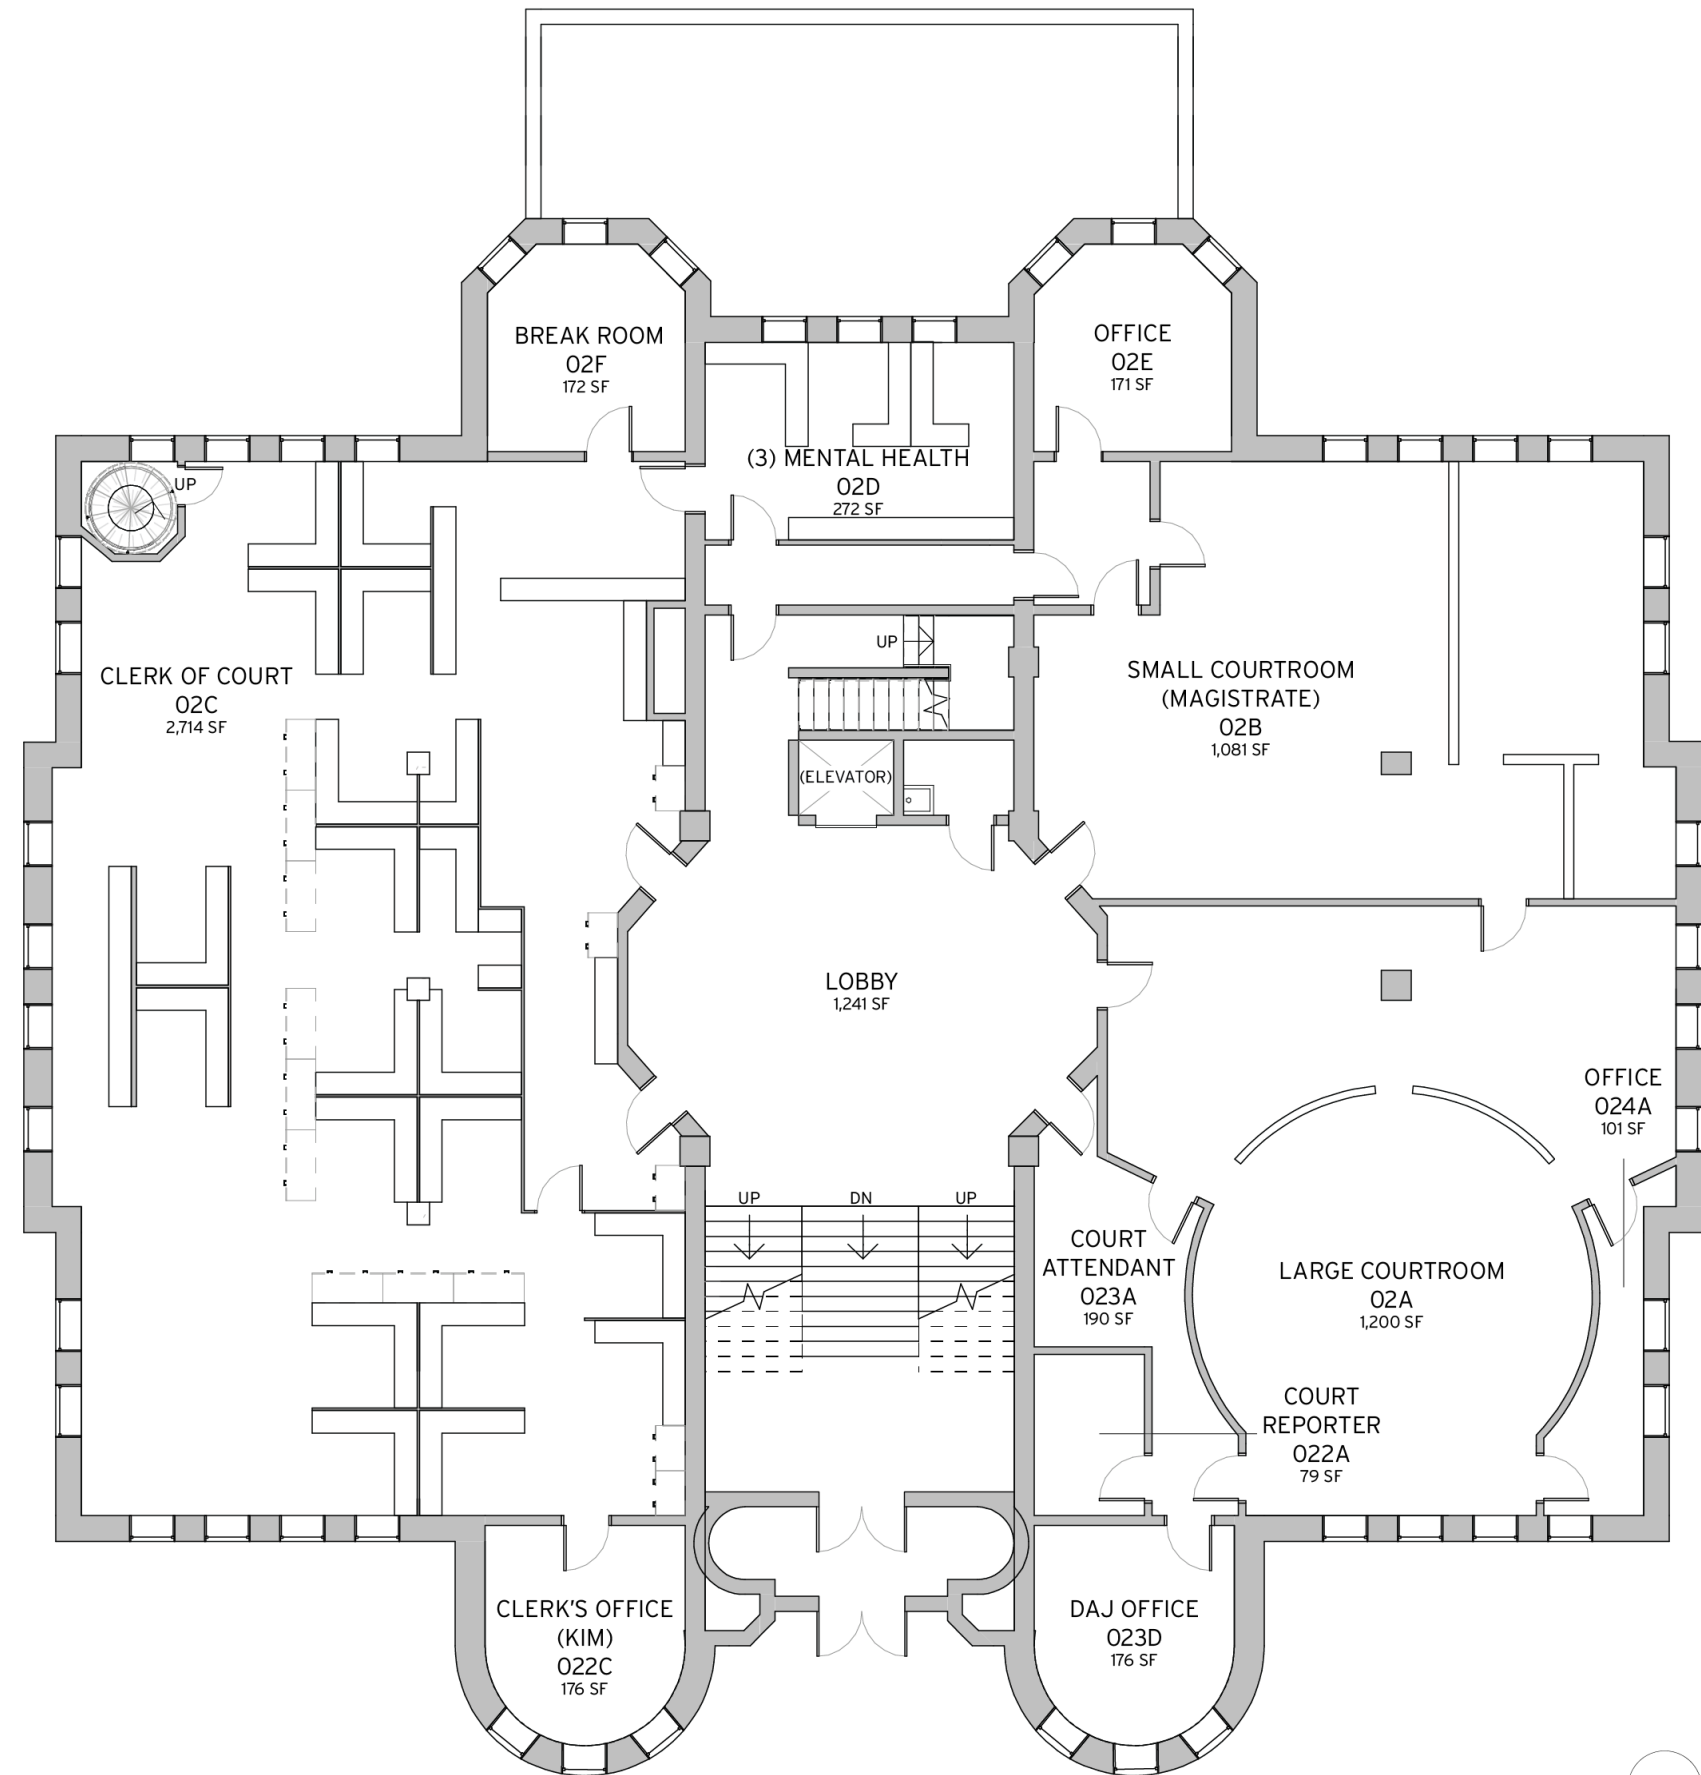 BREAK ROOM
02F
172 SF
OFFICE
02E
171 SF
(3) MENTAL HEALTH
02D
272 SF
UP
CLERK OF COURT
02C
2,714 SF
UP
SMALL COURTROOM
(MAGISTRATE)
02B
1,081 SF
(ELEVATOR)
LOBBY
1,241 SF
OFFICE
024A
101 SF
UP
DN
UP
COURT
ATTENDANT
023A
190 SF
LARGE COURTROOM
02A
1,200 SF
COURT
REPORTER
022A
79 SF
CLERK'S OFFICE
(KIM)
022C
176 SF
DAJ OFFICE
023D
176 SF